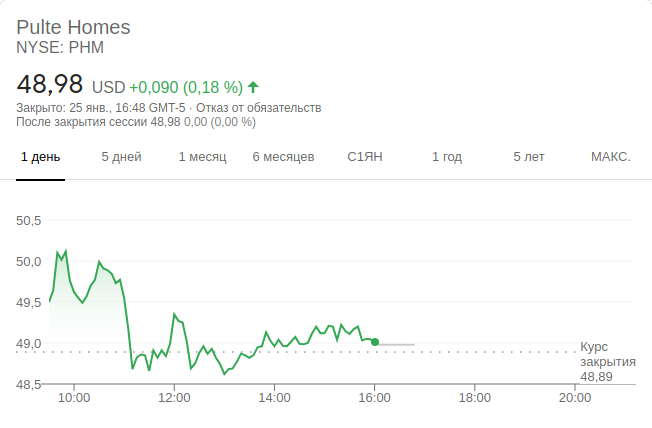 Pulte Homes
NYSE: PHM
48,98 USD +0,090 (0,18 %)
Закрыто: 25 янв., 16:48 GMT-5 · Отказ от обязательств
После закрытия сессии 48,98 0,00 (0,00 %)
1 день 5 дней 1 месяц 6 месяцев С1ЯН 1 год 5 лет МАКС.
50,5
50,0
49,5
49,0
48,5
Курс
закрытия
48,89
10:00 12:00 14:00 16:00 18:00 20:00